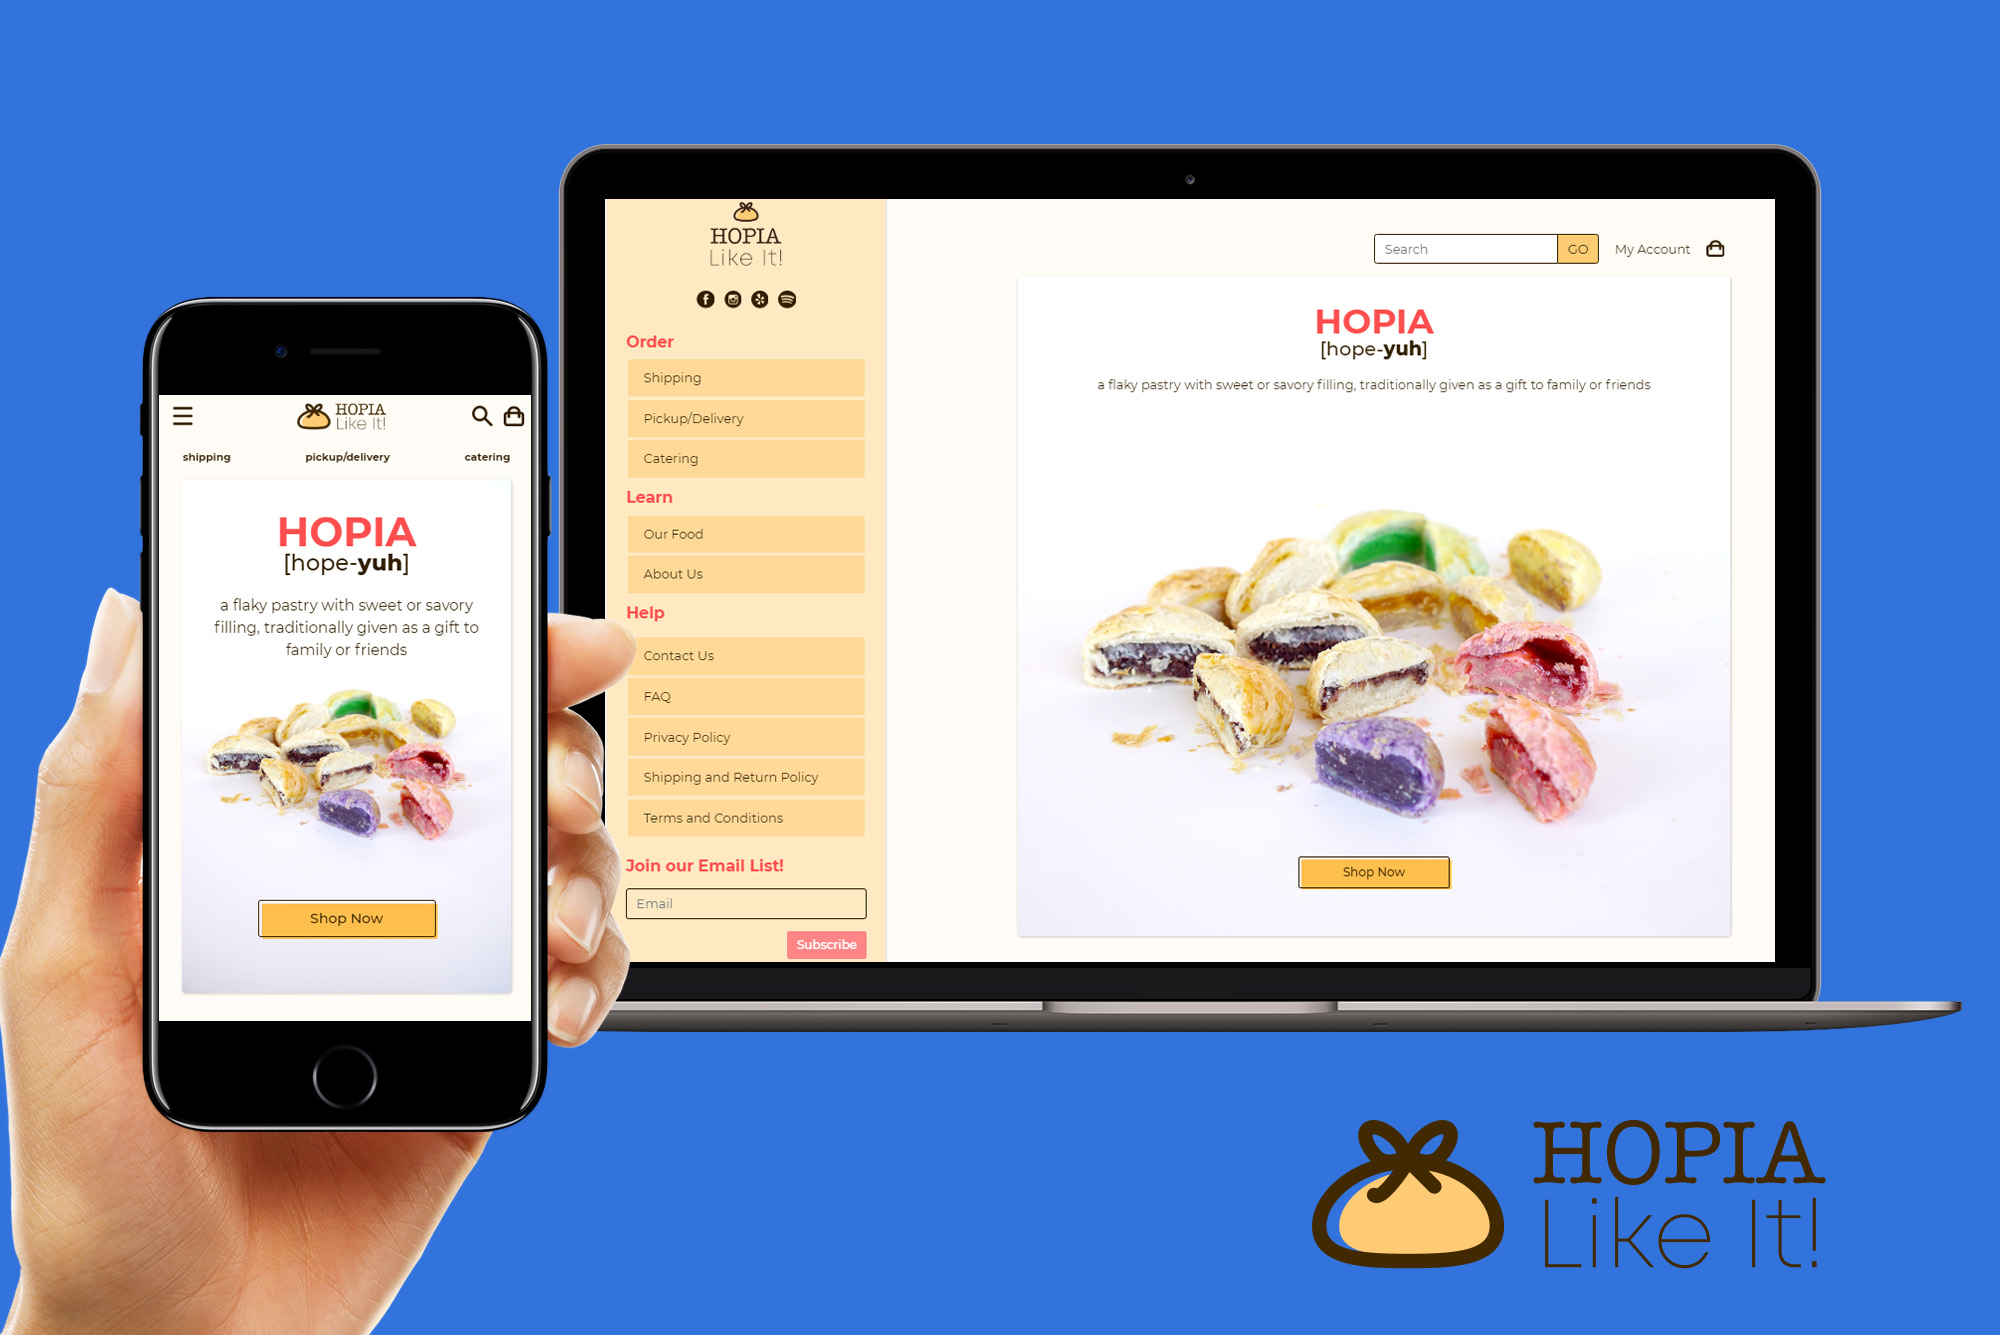 HOPIA
Like It!
shipping pickup/delivery catering
HOPIA
[hope-yuh]
a flaky pastry with sweet or savory
filling, traditionally given as a gift to
family or friends
Shop Now
HOPIA
Like It!
Order
Shipping
Pickup/Delivery
Catering
Learn
Our Food
About Us
Help
Contact Us
FAQ
Privacy Policy
Shipping and Return Policy
Terms and Conditions
Join our Email List!
Email
Subscribe
Search GO My Account
HOPIA
[hope-yuh]
a flaky pastry with sweet or savory filling, traditionally given as a gift to family or friends
Shop Now
HOPIA
Like It!